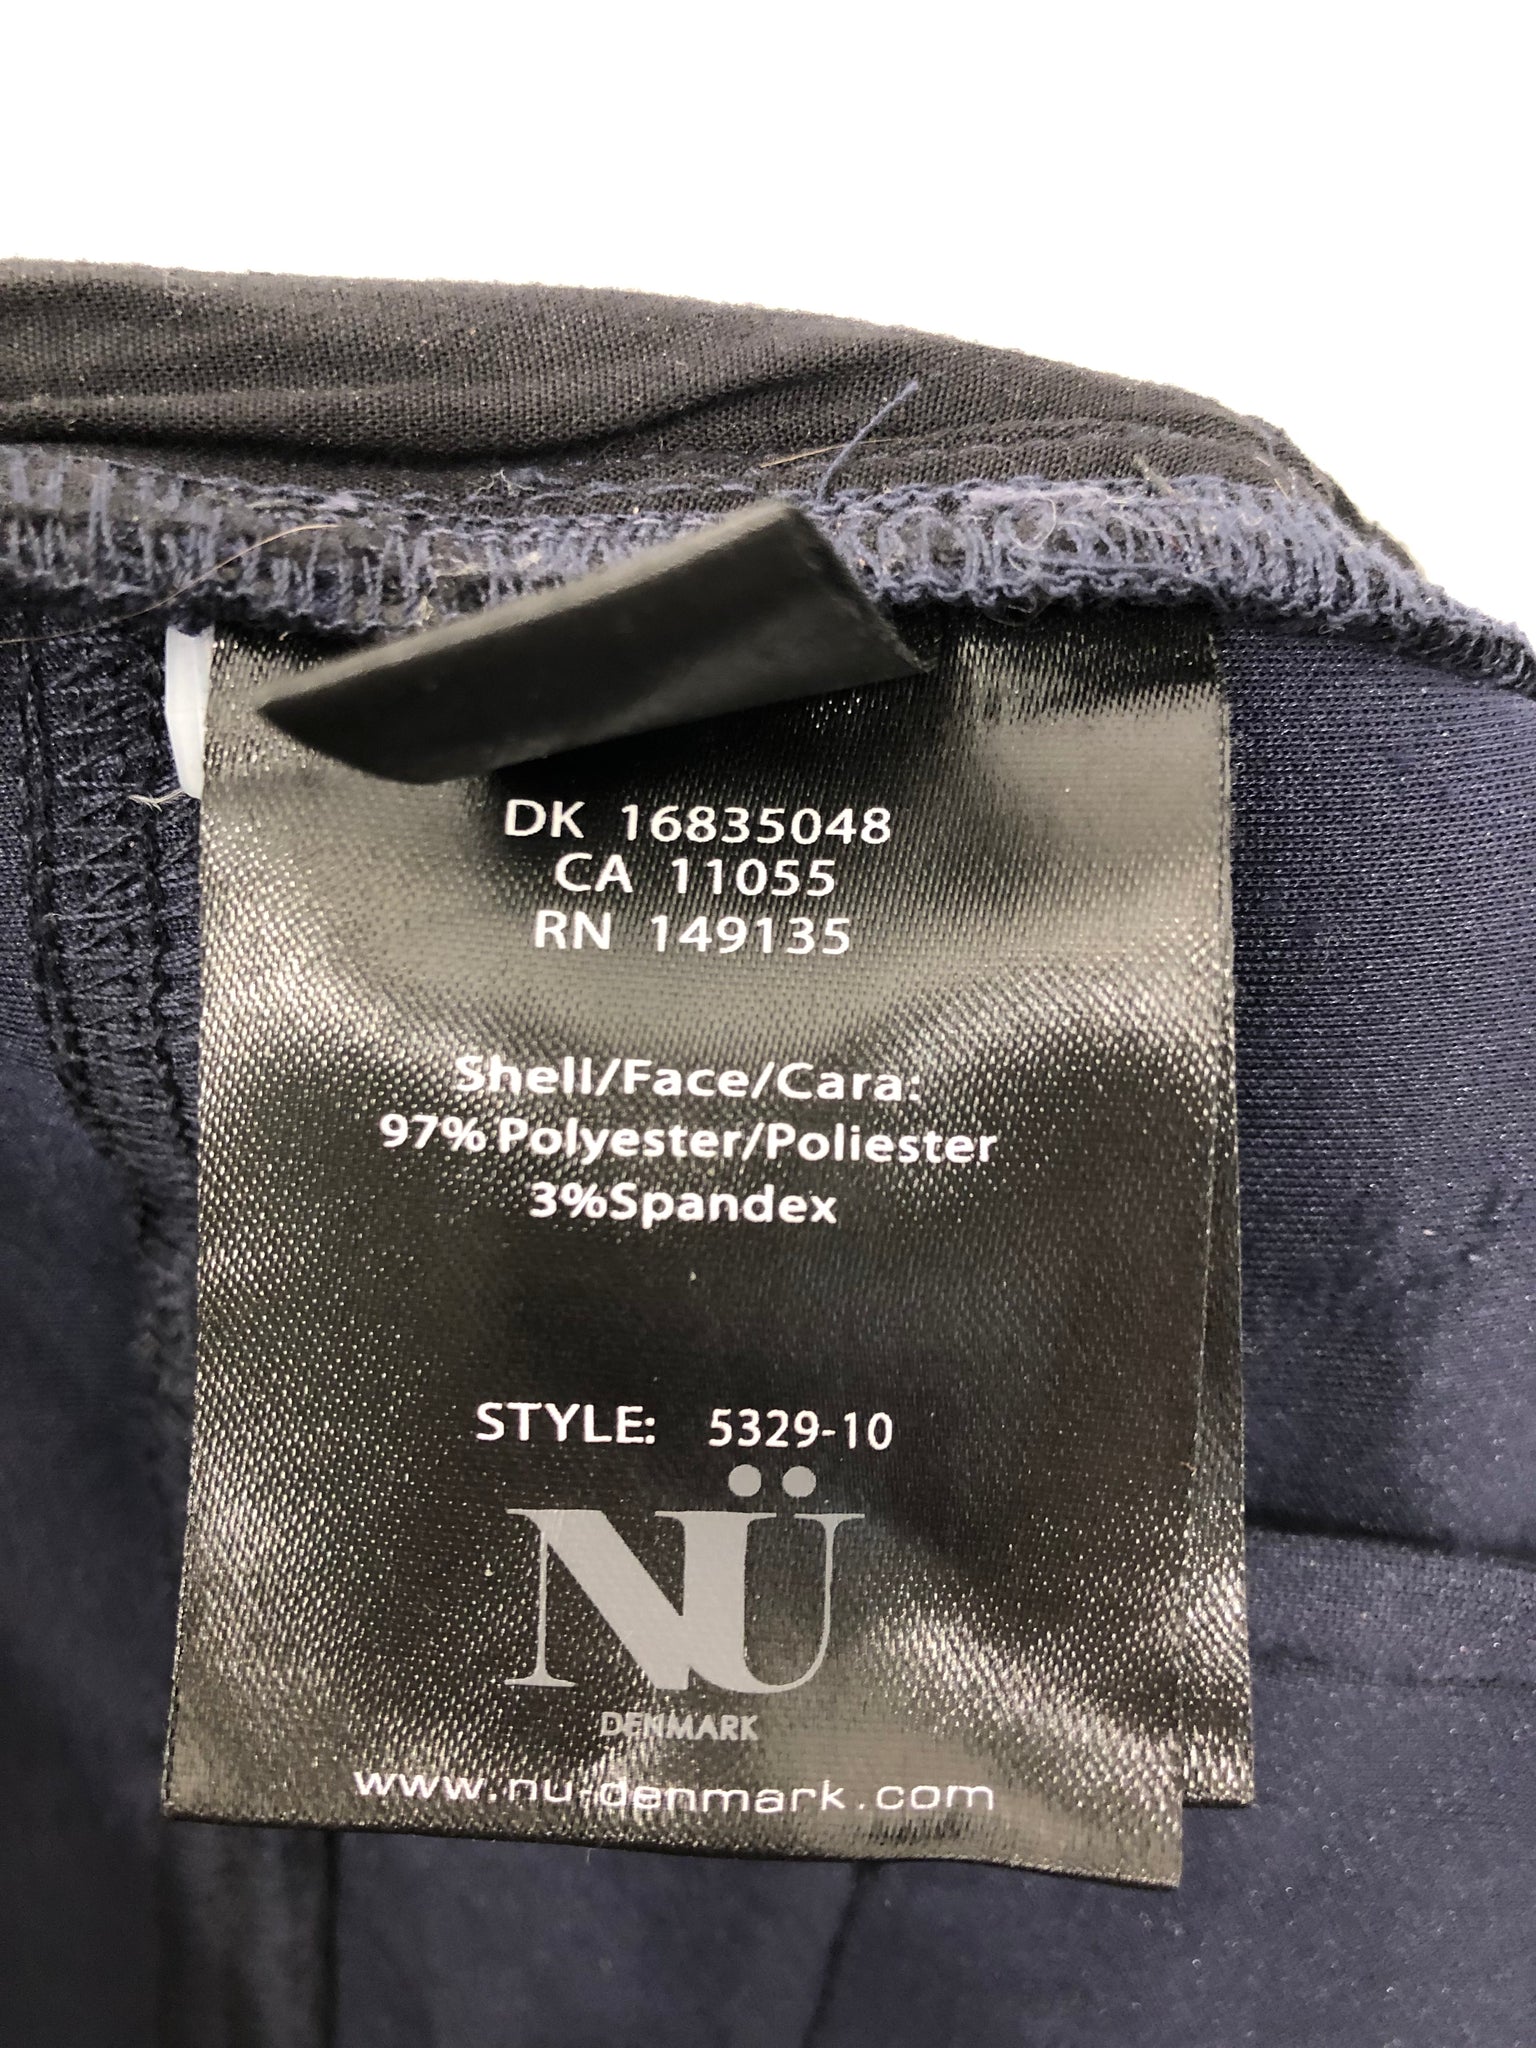 DK 16835048
CA 11055
RN 149135
Shell/Face/Cara:
97% Polyester/Poliester
3%Spandex
STYLE: 5329-10
NÜ
DENMARK
www.nu-denmark.com